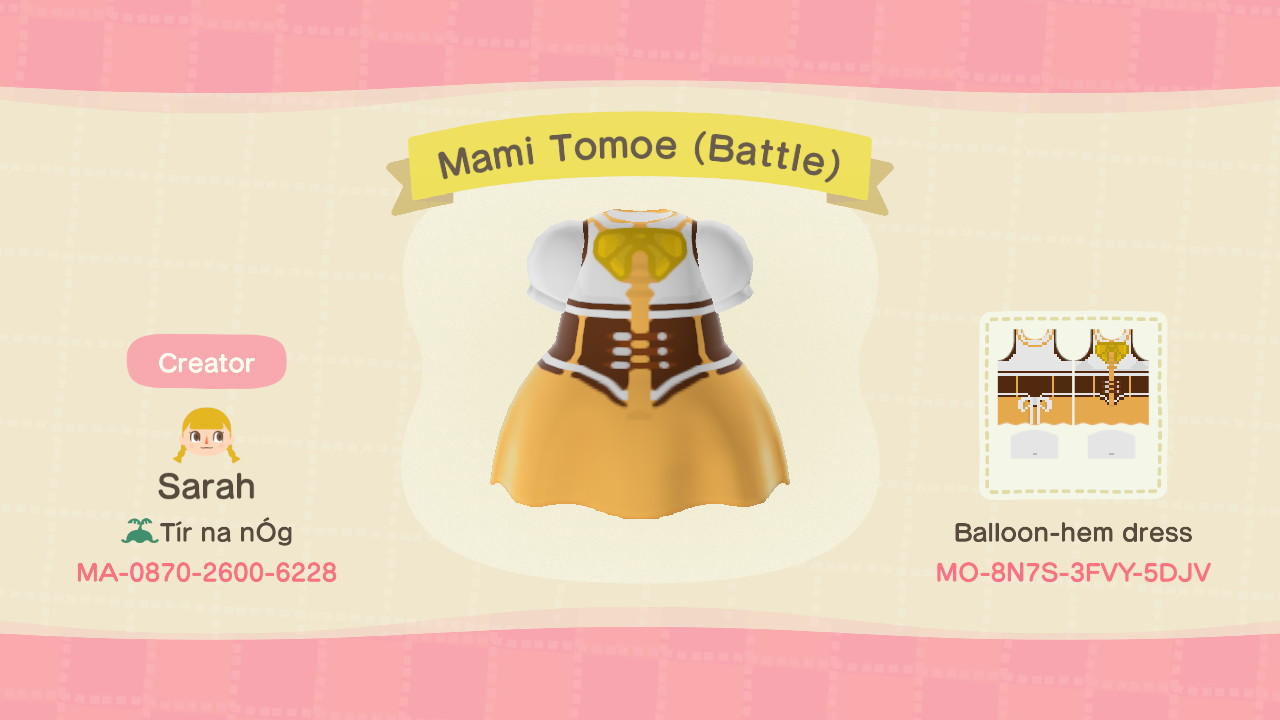 Mami Tomoe (Battle)
Creator
Sarah
Tír na nÓg
MA-0870-2600-6228
Balloon-hem dress
MO-8N7S-3FVY-5DJV